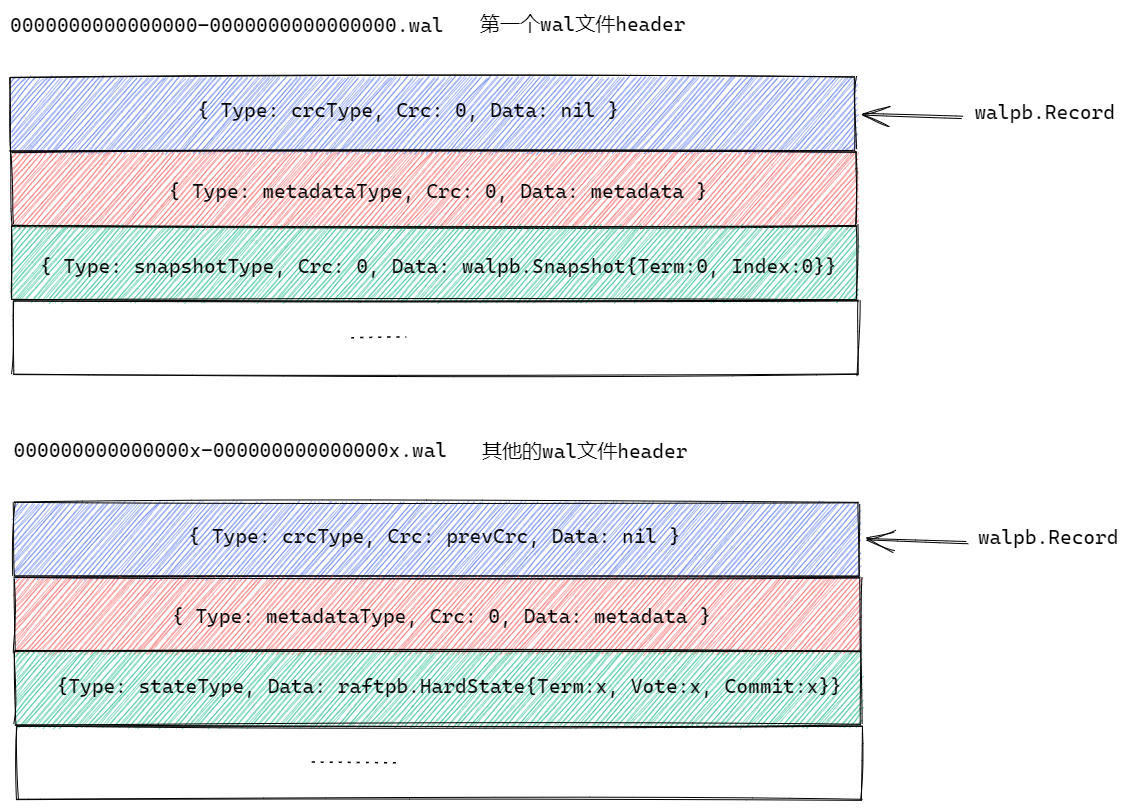 0000000000000000-0000000000000000.wal 第一个wal文件header
{ Type: crcType, Crc: 0, Data: nil }
walpb.Record
{ Type: metadataType, Crc: 0, Data: metadata }
{ Type: snapshotType, Crc: 0, Data: walpb.Snapshot{Term:0, Index:0}}
......
000000000000000x-000000000000000x.wal 其他的wal文件header
{ Type: crcType, Crc: prevCrc, Data: nil }
walpb.Record
{ Type: metadataType, Crc: 0, Data: metadata }
{Type: stateType, Data: raftpb.HardState{Term:x, Vote:x, Commit:x}}
..........